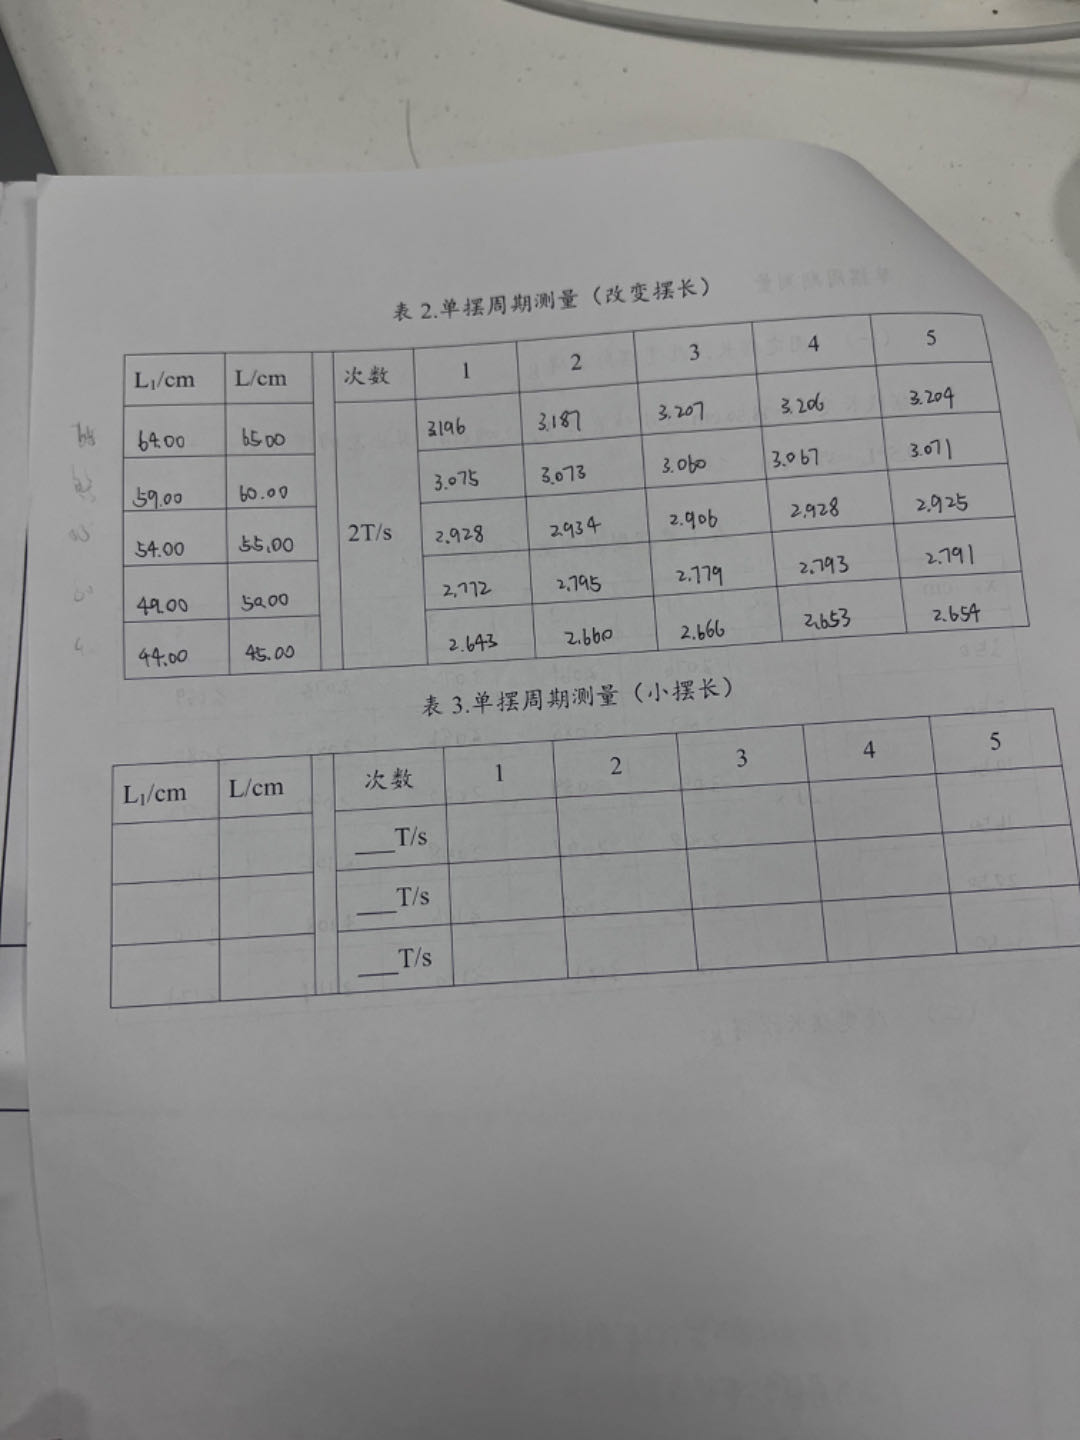 表 2.单摆周期测量（改变摆长）
L₁/cm L/cm 次数 1 2 3 4 5
64.00 65.00 2T/s 3.196 3.187 3.207 3.206 3.204
59.00 60.00 3.075 3.073 3.060 3.067 3.071
54.00 55.00 2.928 2.934 2.906 2.928 2.925
49.00 50.00 2.772 2.795 2.779 2.793 2.791
44.00 45.00 2.643 2.660 2.666 2.653 2.654
表 3.单摆周期测量（小摆长）
L₁/cm L/cm 次数 1 2 3 4 5
___T/s
___T/s
___T/s